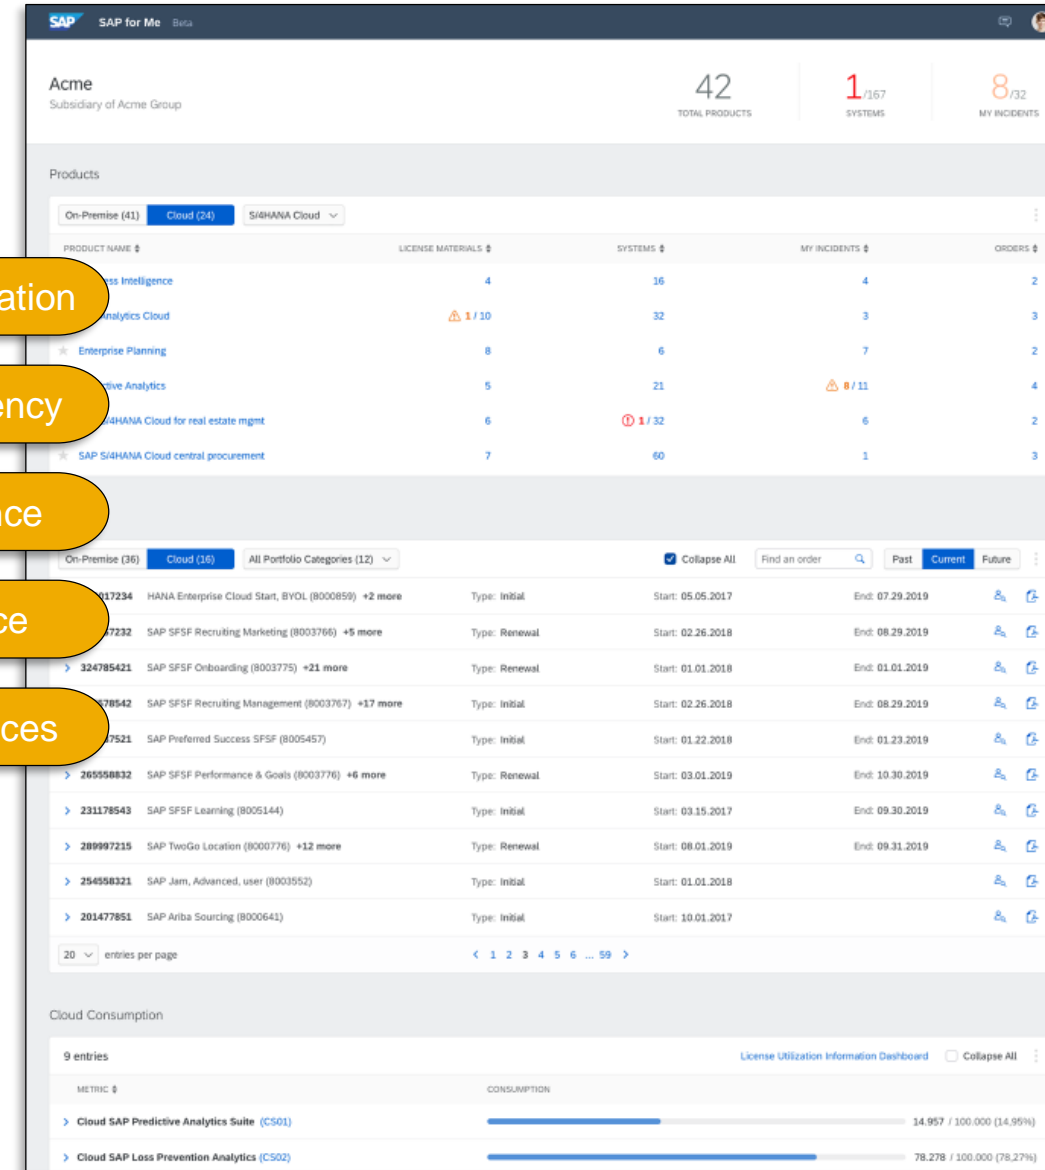 SAP SAP for Me Beta
Acme
Subsidiary of Acme Group
42
TOTAL PRODUCTS
1/167
SYSTEMS
8/32
MY INCIDENTS
Products
On-Premise (41) Cloud (24) S/4HANA Cloud
PRODUCT NAME LICENSE MATERIALS SYSTEMS MY INCIDENTS ORDERS
ess Intelligence 4 16 4 2
Analytics Cloud 1 / 10 32 3 3
Enterprise Planning 8 6 7 2
ctive Analytics 5 21 8 / 11 4
S/4HANA Cloud for real estate mgmt 6 1 / 32 6 2
SAP S/4HANA Cloud central procurement 7 60 1 3
ation
ency
nce
ce
ces
On-Premise (36) Cloud (16) All Portfolio Categories (12) Collapse All Find an order Past Current Future
017234 HANA Enterprise Cloud Start, BYOL (8000859) +2 more Type: Initial Start: 05.05.2017 End: 07.29.2019
7232 SAP SFSF Recruiting Marketing (8003766) +5 more Type: Renewal Start: 02.26.2018 End: 08.29.2019
324785421 SAP SFSF Onboarding (8003775) +21 more Type: Renewal Start: 01.01.2018 End: 01.01.2019
578542 SAP SFSF Recruiting Management (8003767) +17 more Type: Initial Start: 02.26.2018 End: 08.29.2019
7521 SAP Preferred Success SFSF (8005457) Type: Initial Start: 01.22.2018 End: 01.23.2019
265558832 SAP SFSF Performance & Goals (8003776) +6 more Type: Renewal Start: 03.01.2019 End: 10.30.2019
231178543 SAP SFSF Learning (8005144) Type: Initial Start: 03.15.2017 End: 09.30.2019
289997215 SAP TwoGo Location (8000776) +12 more Type: Renewal Start: 08.01.2019 End: 09.31.2019
254558321 SAP Jam, Advanced, user (8003552) Type: Initial Start: 01.01.2018
201477851 SAP Ariba Sourcing (8000641) Type: Initial Start: 10.01.2017
20 entries per page < 1 2 3 4 5 6 ... 59 >
Cloud Consumption
9 entries License Utilization Information Dashboard Collapse All
METRIC CONSUMPTION
Cloud SAP Predictive Analytics Suite (CS01) 14.957 / 100.000 (14,95%)
Cloud SAP Loss Prevention Analytics (CS02) 78.278 / 100.000 (78,27%)